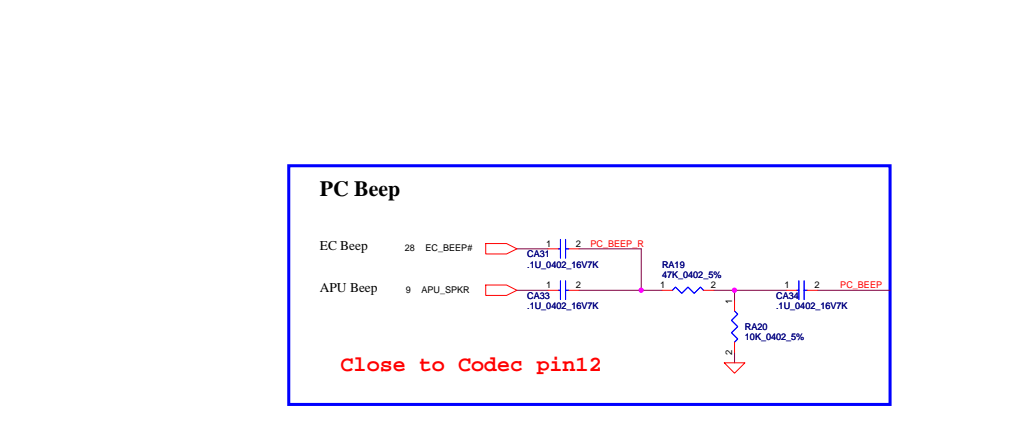 PC Beep
EC Beep 28 EC_BEEP# 1 2 PC_BEEP_R
CA31
.1U_0402_16V7K
RA19
47K_0402_5%
APU Beep 9 APU_SPKR 1 2 1 2 1 2 PC_BEEP
CA33 CA34
.1U_0402_16V7K .1U_0402_16V7K
1
RA20
10K_0402_5%
2
Close to Codec pin12